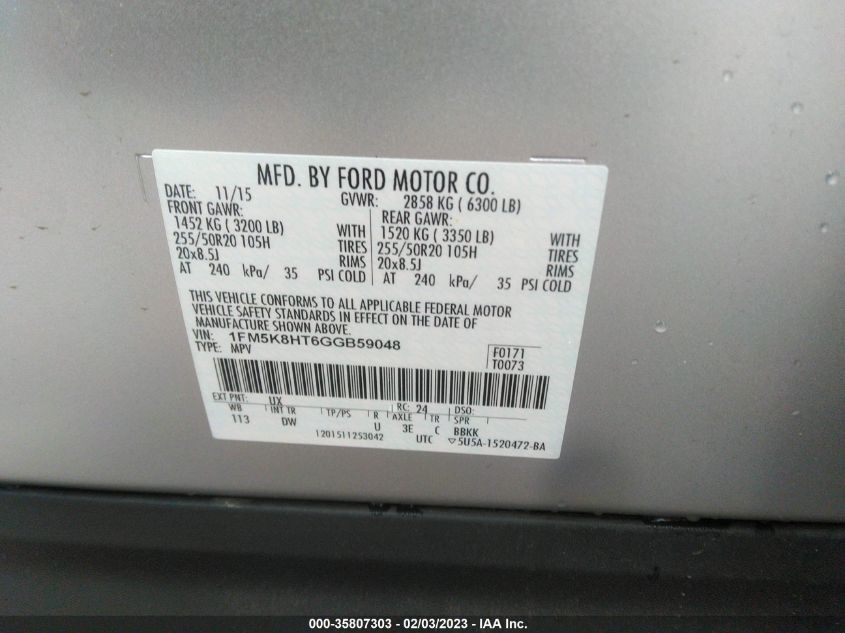 MFD. BY FORD MOTOR CO.
DATE: 11/15 GVWR: 2858 KG ( 6300 LB)
FRONT GAWR: REAR GAWR:
1452 KG ( 3200 LB) WITH 1520 KG ( 3350 LB) WITH
255/50R20 105H TIRES 255/50R20 105H TIRES
20x8.5J RIMS 20x8.5J RIMS
AT 240 kPa/ 35 PSI COLD AT 240 kPa/ 35 PSI COLD
THIS VEHICLE CONFORMS TO ALL APPLICABLE FEDERAL MOTOR
VEHICLE SAFETY STANDARDS IN EFFECT ON THE DATE OF
MANUFACTURE SHOWN ABOVE.
VIN: 1FM5K8HT6GGB59048
TYPE: MPV F0171
T0073
EXT PNT: UX RC: 24 DSO:
WB INT TR TP/PS R AXLE TR SPR
113 DW U 3E C BBKK
1201511253042 UTC ▽5U5A-1520472-BA
000-35807303 - 02/03/2023 - IAA Inc.